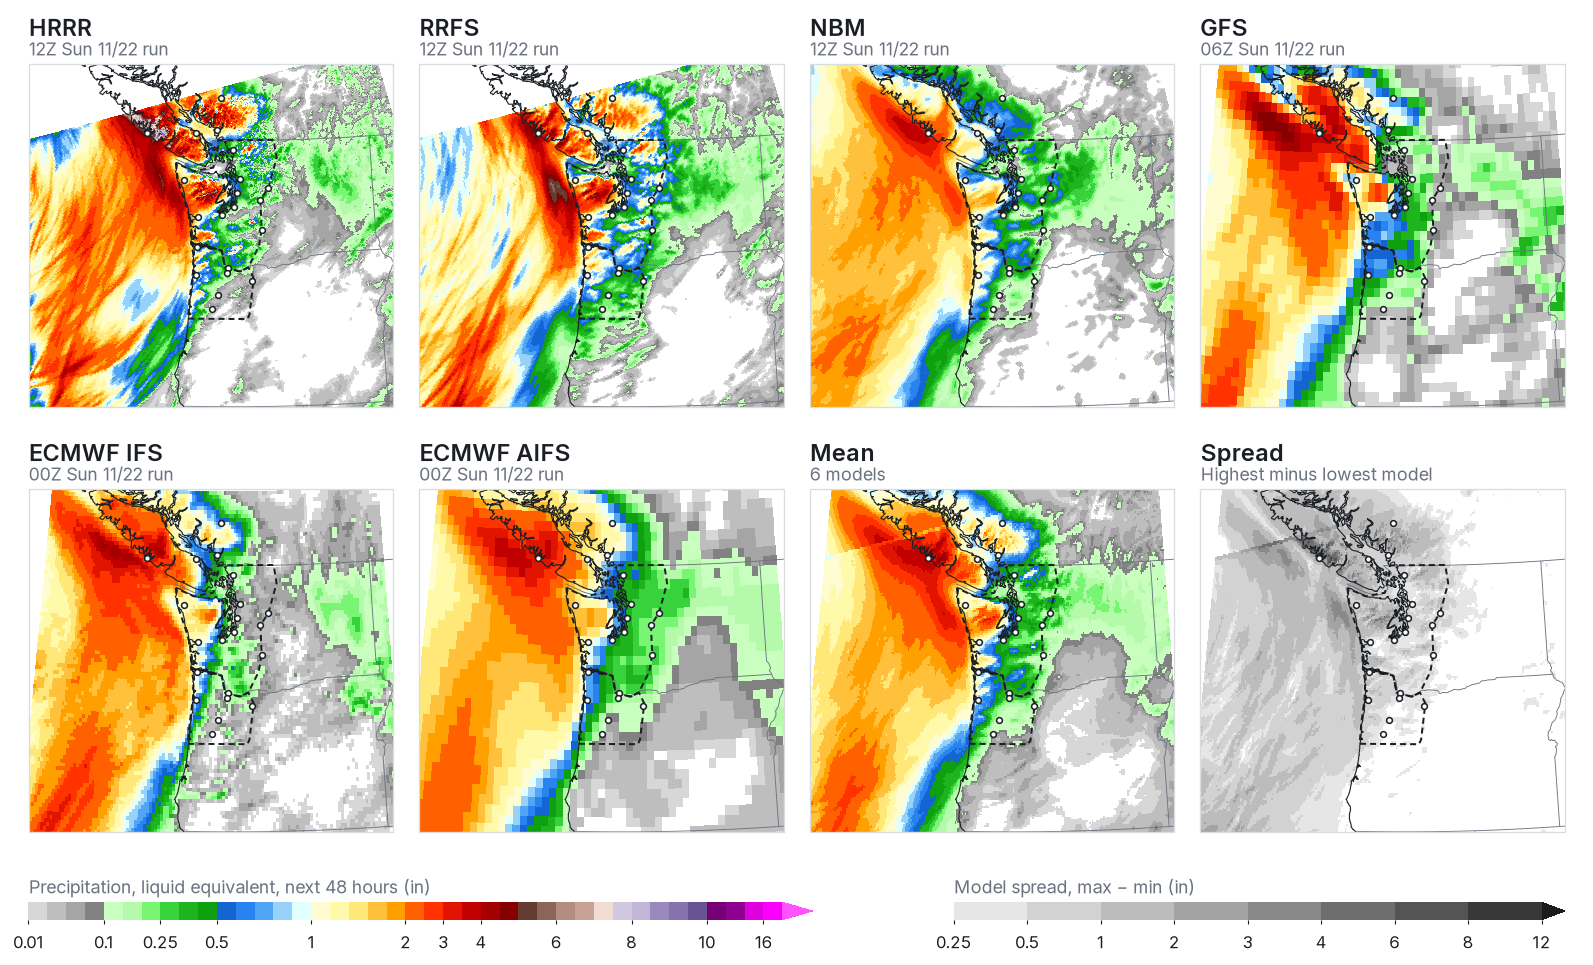 HRRR
12Z Sun 11/22 run
RRFS
12Z Sun 11/22 run
NBM
12Z Sun 11/22 run
GFS
06Z Sun 11/22 run
ECMWF IFS
00Z Sun 11/22 run
ECMWF AIFS
00Z Sun 11/22 run
Mean
6 models
Spread
Highest minus lowest model
Precipitation, liquid equivalent, next 48 hours (in)
0.01 0.1 0.25 0.5 1 2 3 4 6 8 10 16
Model spread, max − min (in)
0.25 0.5 1 2 3 4 6 8 12